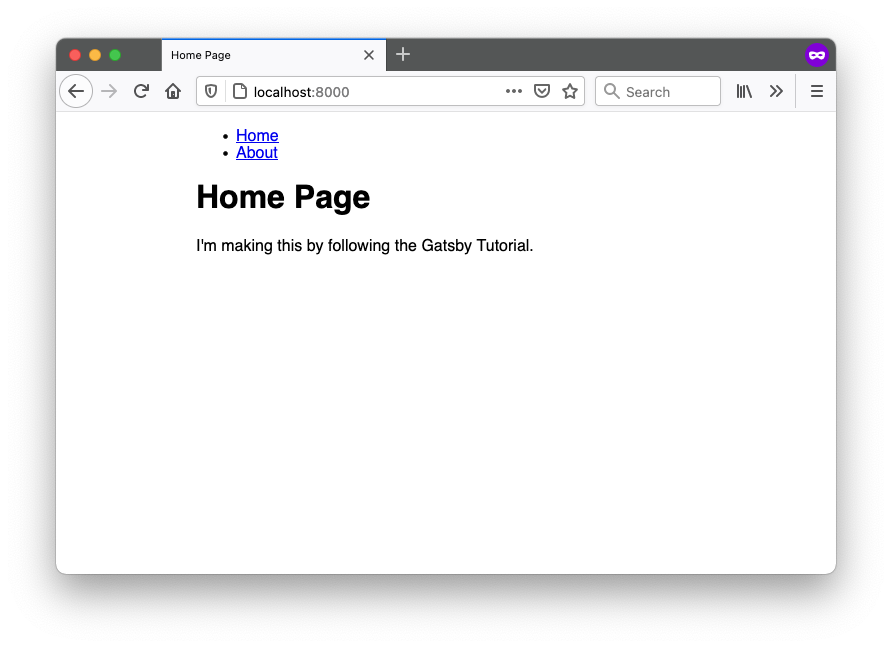 Home Page
localhost:8000
Search
Home
About
Home Page
I'm making this by following the Gatsby Tutorial.